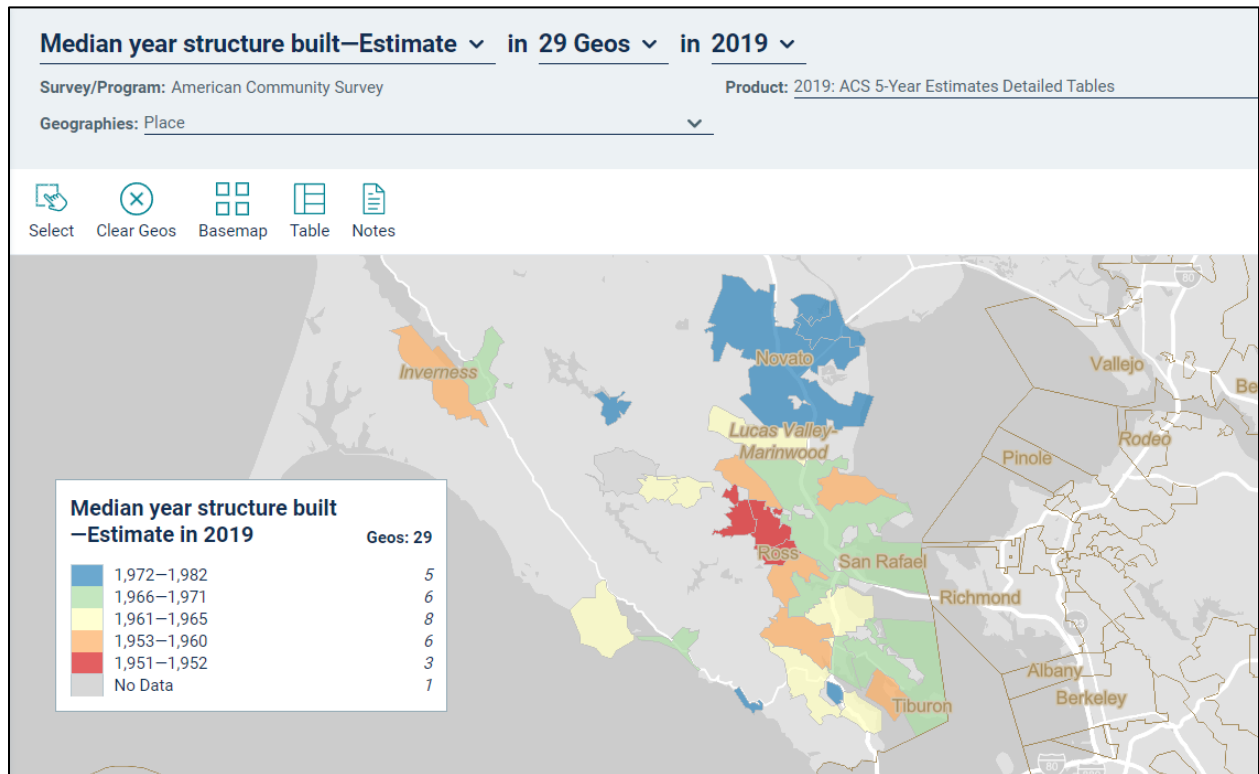 Median year structure built—Estimate in 29 Geos in 2019
Survey/Program: American Community Survey
Product: 2019: ACS 5-Year Estimates Detailed Tables
Geographies: Place
Select Clear Geos Basemap Table Notes
80
Novato
Vallejo
Inverness
Be
Lucas Valley-
Marinwood
Rodeo
Pinole
Median year structure built
—Estimate in 2019
Geos: 29
1,972—1,982 5
1,966—1,971 6
1,961—1,965 8
1,953—1,960 6
1,951—1,952 3
No Data 1
Ross
San Rafael
Richmond
123
Albany
Berkeley
Tiburon
80